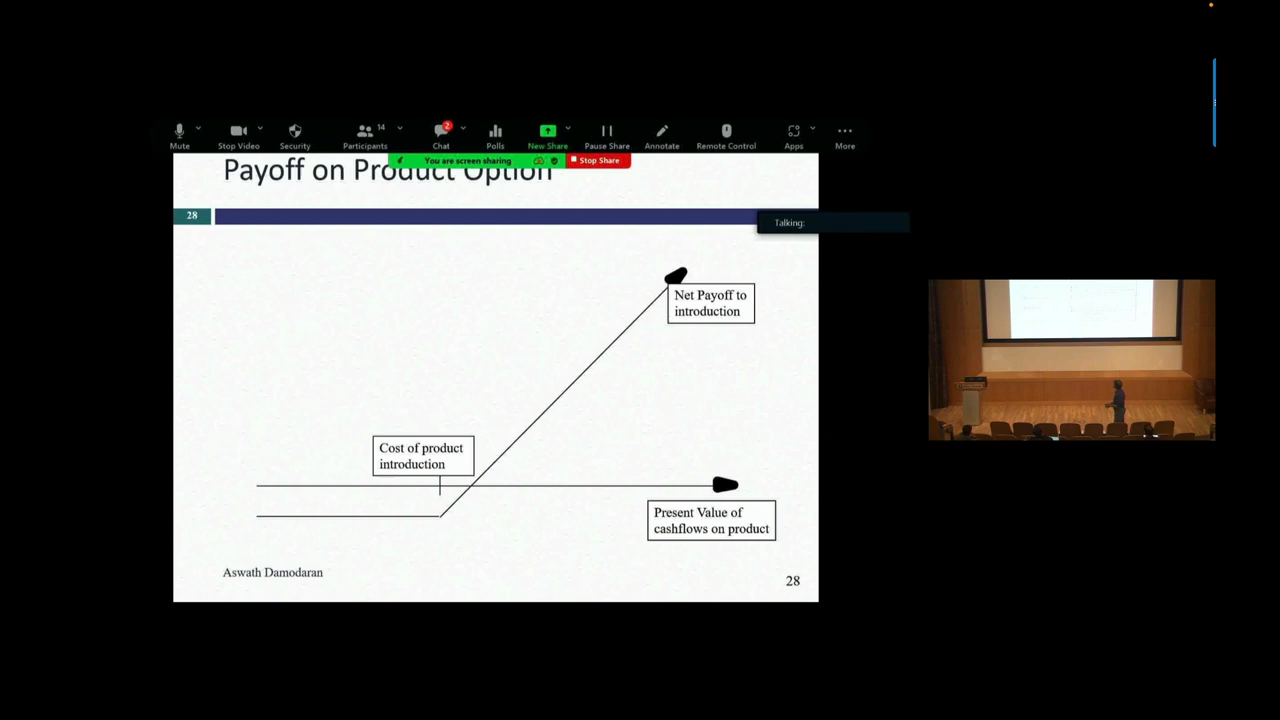 14
2
Mute
Stop Video
Security
Participants
Chat
Polls
New Share
Pause Share
Annotate
Remote Control
Apps
More
You are screen sharing
Stop Share
Payoff on Product Option
28
Talking:
Net Payoff to
introduction
Cost of product
introduction
Present Value of
cashflows on product
Aswath Damodaran
28